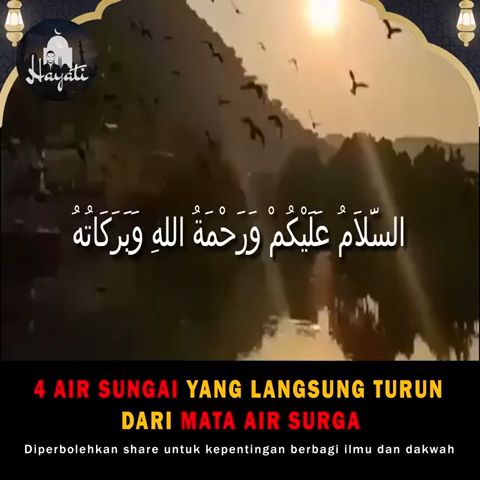 Hayati
السّلاَمُ عَلَيْكُمْ وَرَحْمَةُ اللهِ وَبَرَكَاتُهُ
4 AIR SUNGAI YANG LANGSUNG TURUN
DARI MATA AIR SURGA
Diperbolehkan share untuk kepentingan berbagi ilmu dan dakwah